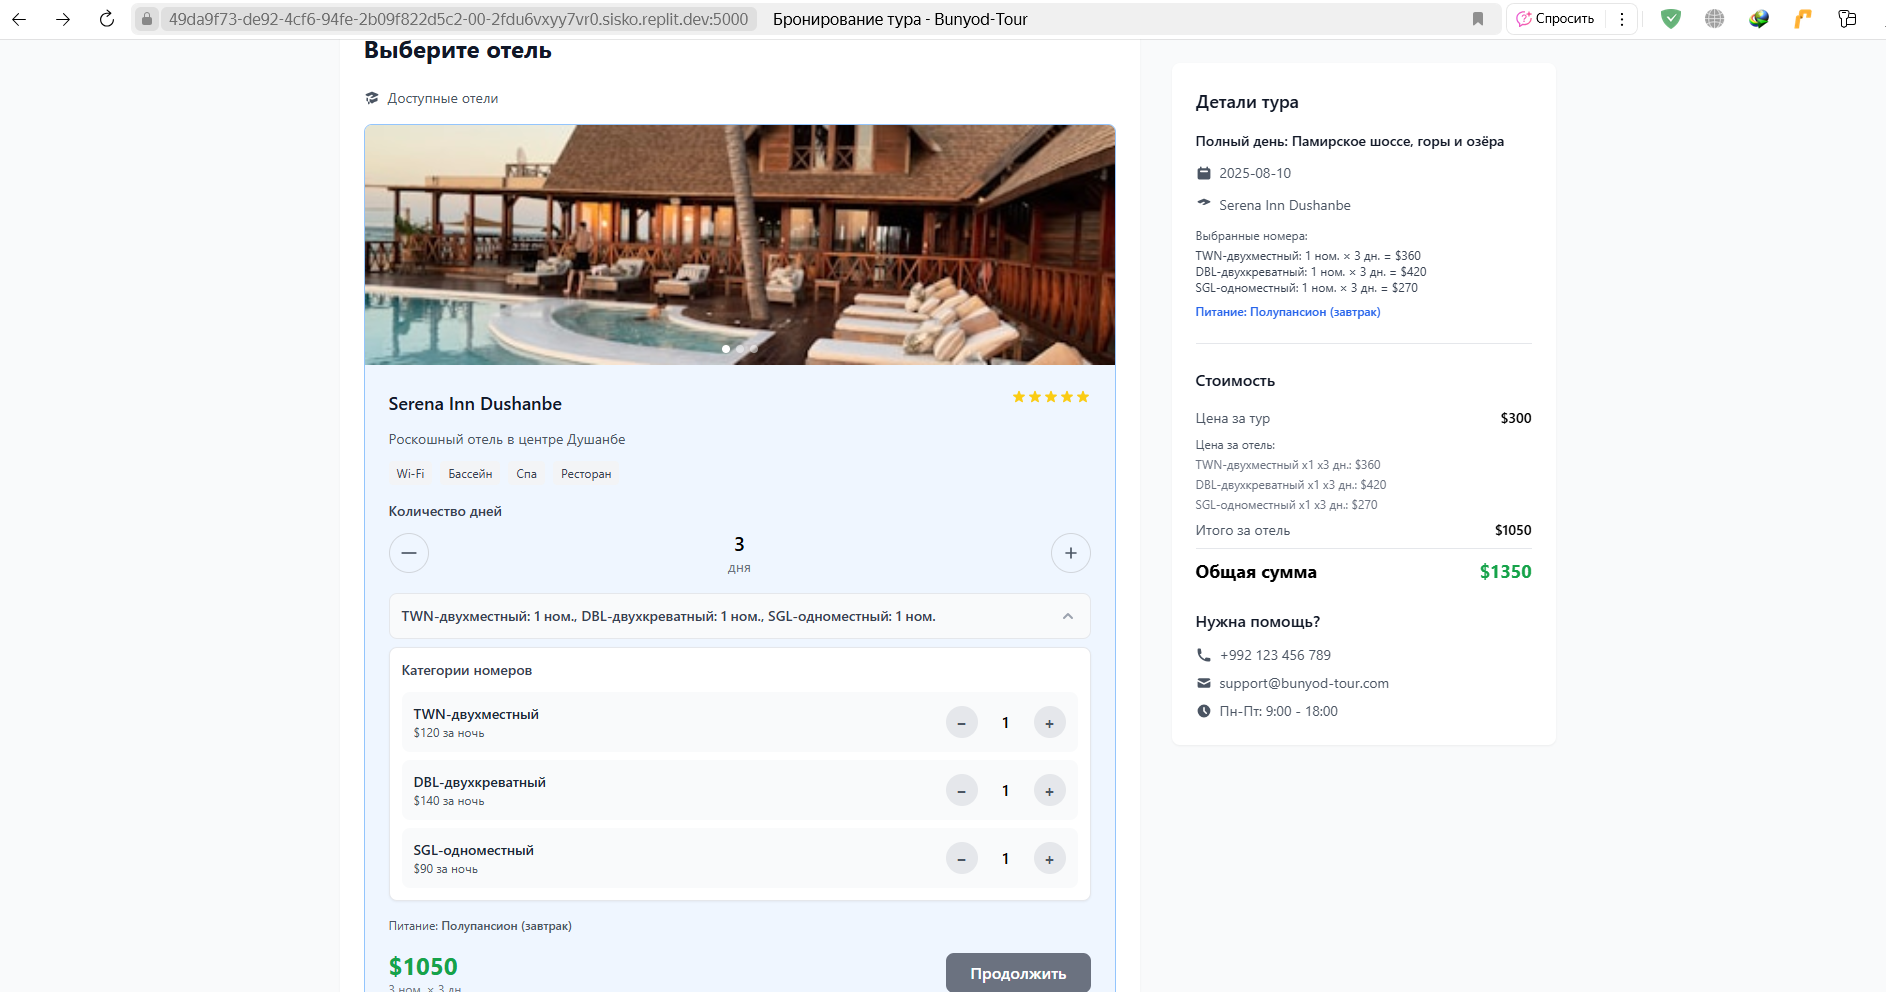 49da9f73-de92-4cf6-94fe-2b09f822d5c2-00-2fdu6vxyy7vr0.sisko.replit.dev:5000 Бронирование тура - Bunyod-Tour Спросить
Выберите отель
Доступные отели
Serena Inn Dushanbe
Роскошный отель в центре Душанбе
Wi-Fi Бассейн Спа Ресторан
Количество дней
3
дня
TWN-двухместный: 1 ном., DBL-двухкреватный: 1 ном., SGL-одноместный: 1 ном.
Категории номеров
TWN-двухместный
$120 за ночь
− 1 +
DBL-двухкреватный
$140 за ночь
− 1 +
SGL-одноместный
$90 за ночь
− 1 +
Питание: Полупансион (завтрак)
$1050
3 ном. × 3 дн.
Продолжить
Детали тура
Полный день: Памирское шоссе, горы и озёра
2025-08-10
Serena Inn Dushanbe
Выбранные номера:
TWN-двухместный: 1 ном. × 3 дн. = $360
DBL-двухкреватный: 1 ном. × 3 дн. = $420
SGL-одноместный: 1 ном. × 3 дн. = $270
Питание: Полупансион (завтрак)
Стоимость
Цена за тур $300
Цена за отель:
TWN-двухместный x1 x3 дн.: $360
DBL-двухкреватный x1 x3 дн.: $420
SGL-одноместный x1 x3 дн.: $270
Итого за отель $1050
Общая сумма $1350
Нужна помощь?
+992 123 456 789
support@bunyod-tour.com
Пн-Пт: 9:00 - 18:00